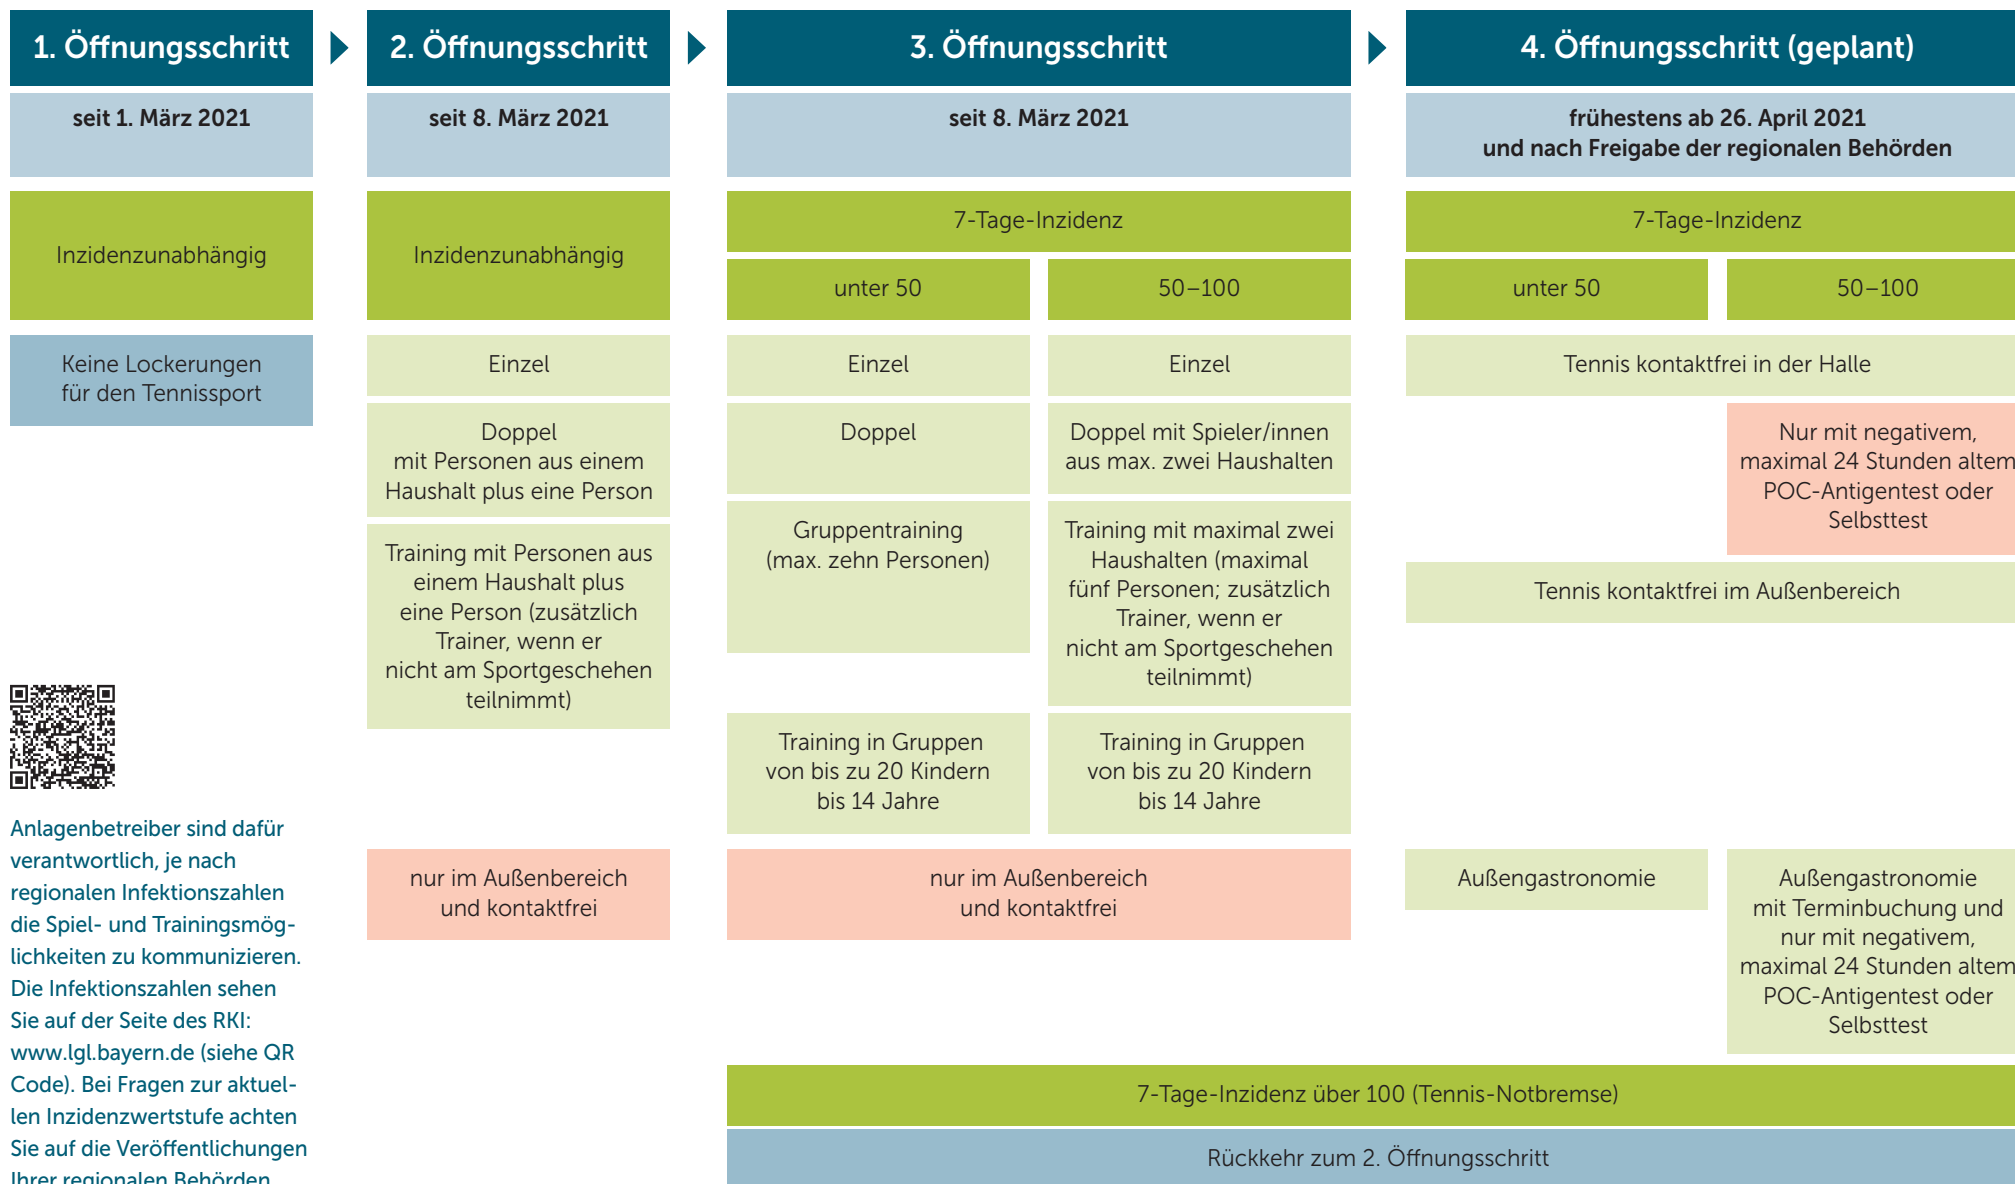 1. Öffnungsschritt
seit 1. März 2021
Inzidenzunabhängig
Keine Lockerungen
für den Tennissport
Anlagenbetreiber sind dafür
verantwortlich, je nach
regionalen Infektionszahlen
die Spiel- und Trainingsmög-
lichkeiten zu kommunizieren.
Die Infektionszahlen sehen
Sie auf der Seite des RKI:
www.lgl.bayern.de (siehe QR
Code). Bei Fragen zur aktuel-
len Inzidenzwertstufe achten
Sie auf die Veröffentlichungen
Ihrer regionalen Behörden
2. Öffnungsschritt
seit 8. März 2021
Inzidenzunabhängig
Einzel
Doppel
mit Personen aus einem
Haushalt plus eine Person
Training mit Personen aus
einem Haushalt plus
eine Person (zusätzlich
Trainer, wenn er
nicht am Sportgeschehen
teilnimmt)
nur im Außenbereich
und kontaktfrei
3. Öffnungsschritt
seit 8. März 2021
7-Tage-Inzidenz
unter 50
Einzel
Doppel
Gruppentraining
(max. zehn Personen)
Training in Gruppen
von bis zu 20 Kindern
bis 14 Jahre
50–100
Einzel
Doppel mit Spieler/innen
aus max. zwei Haushalten
Training mit maximal zwei
Haushalten (maximal
fünf Personen; zusätzlich
Trainer, wenn er
nicht am Sportgeschehen
teilnimmt)
Training in Gruppen
von bis zu 20 Kindern
bis 14 Jahre
nur im Außenbereich
und kontaktfrei
4. Öffnungsschritt (geplant)
frühestens ab 26. April 2021
und nach Freigabe der regionalen Behörden
7-Tage-Inzidenz
unter 50
50–100
Tennis kontaktfrei in der Halle
Nur mit negativem,
maximal 24 Stunden altem
POC-Antigentest oder
Selbsttest
Tennis kontaktfrei im Außenbereich
Außengastronomie
Außengastronomie
mit Terminbuchung und
nur mit negativem,
maximal 24 Stunden altem
POC-Antigentest oder
Selbsttest
7-Tage-Inzidenz über 100 (Tennis-Notbremse)
Rückkehr zum 2. Öffnungsschritt